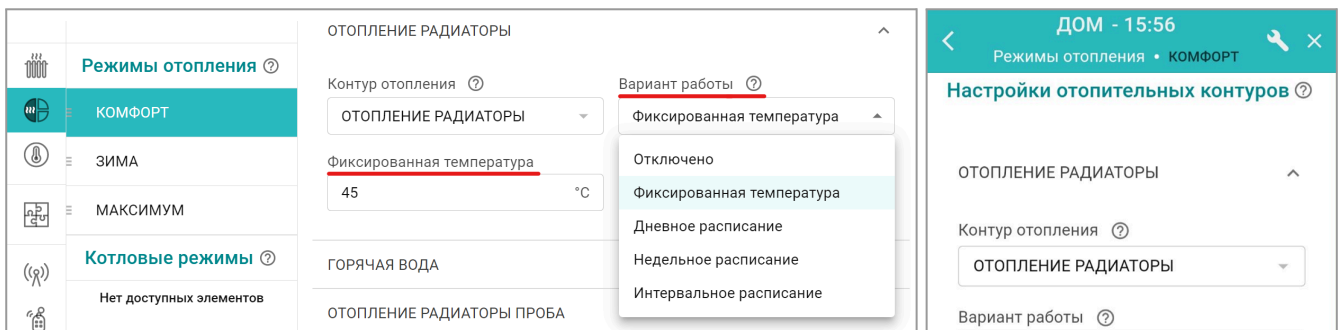 Режимы отопления
КОМФОРТ
ЗИМА
МАКСИМУМ
Котловые режимы
Нет доступных элементов
ОТОПЛЕНИЕ РАДИАТОРЫ
Контур отопления
ОТОПЛЕНИЕ РАДИАТОРЫ
Вариант работы
Фиксированная температура
Фиксированная температура
45 °C
Отключено
Фиксированная температура
Дневное расписание
Недельное расписание
Интервальное расписание
ГОРЯЧАЯ ВОДА
ОТОПЛЕНИЕ РАДИАТОРЫ ПРОБА
ДОМ - 15:56
Режимы отопления • КОМФОРТ
Настройки отопительных контуров
ОТОПЛЕНИЕ РАДИАТОРЫ
Контур отопления
ОТОПЛЕНИЕ РАДИАТОРЫ
Вариант работы